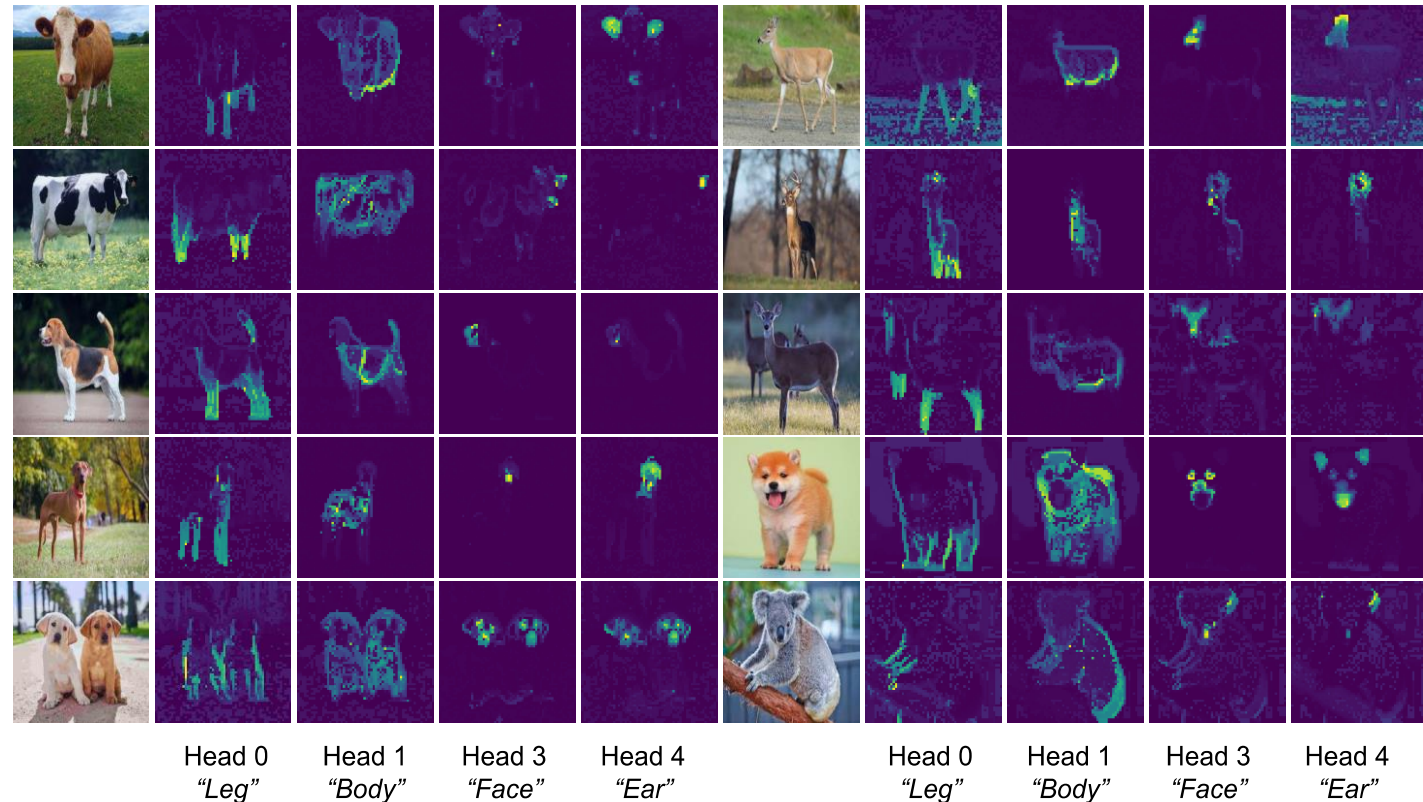 Head 0 Head 1 Head 3 Head 4 Head 0 Head 1 Head 3 Head 4
“Leg” “Body” “Face” “Ear” “Leg” “Body” “Face” “Ear”